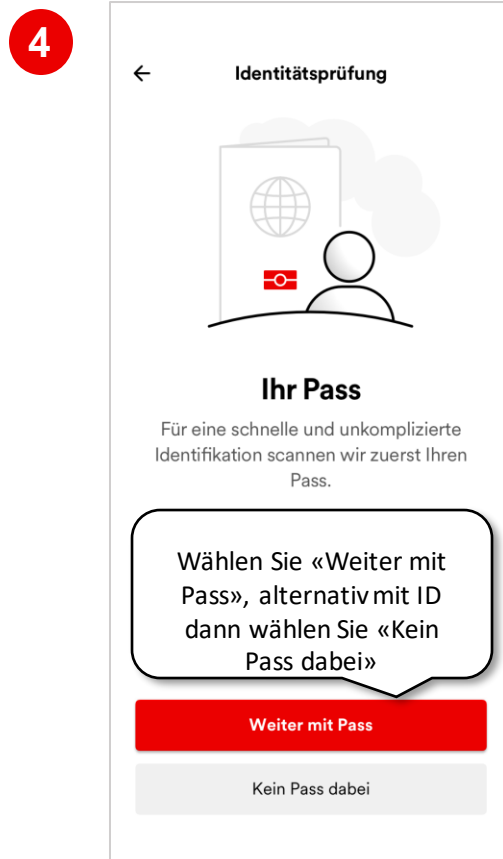 4
Identitätsprüfung
Ihr Pass
Für eine schnelle und unkomplizierte
Identifikation scannen wir zuerst Ihren
Pass.
Wählen Sie «Weiter mit
Pass», alternativ mit ID
dann wählen Sie «Kein
Pass dabei»
Weiter mit Pass
Kein Pass dabei